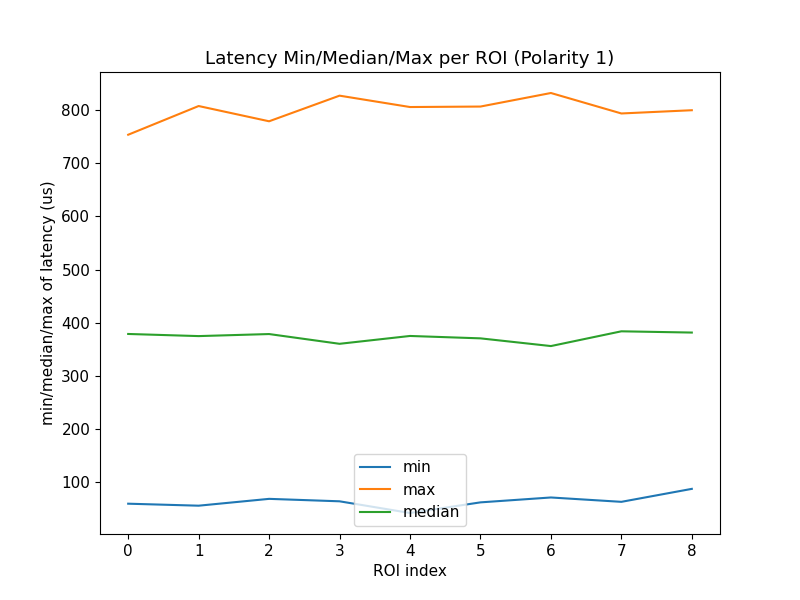 Latency Min/Median/Max per ROI (Polarity 1)
min/median/max of latency (us)
800
700
600
500
400
300
200
100
min
max
median
0 1 2 3 4 5 6 7 8
ROI index